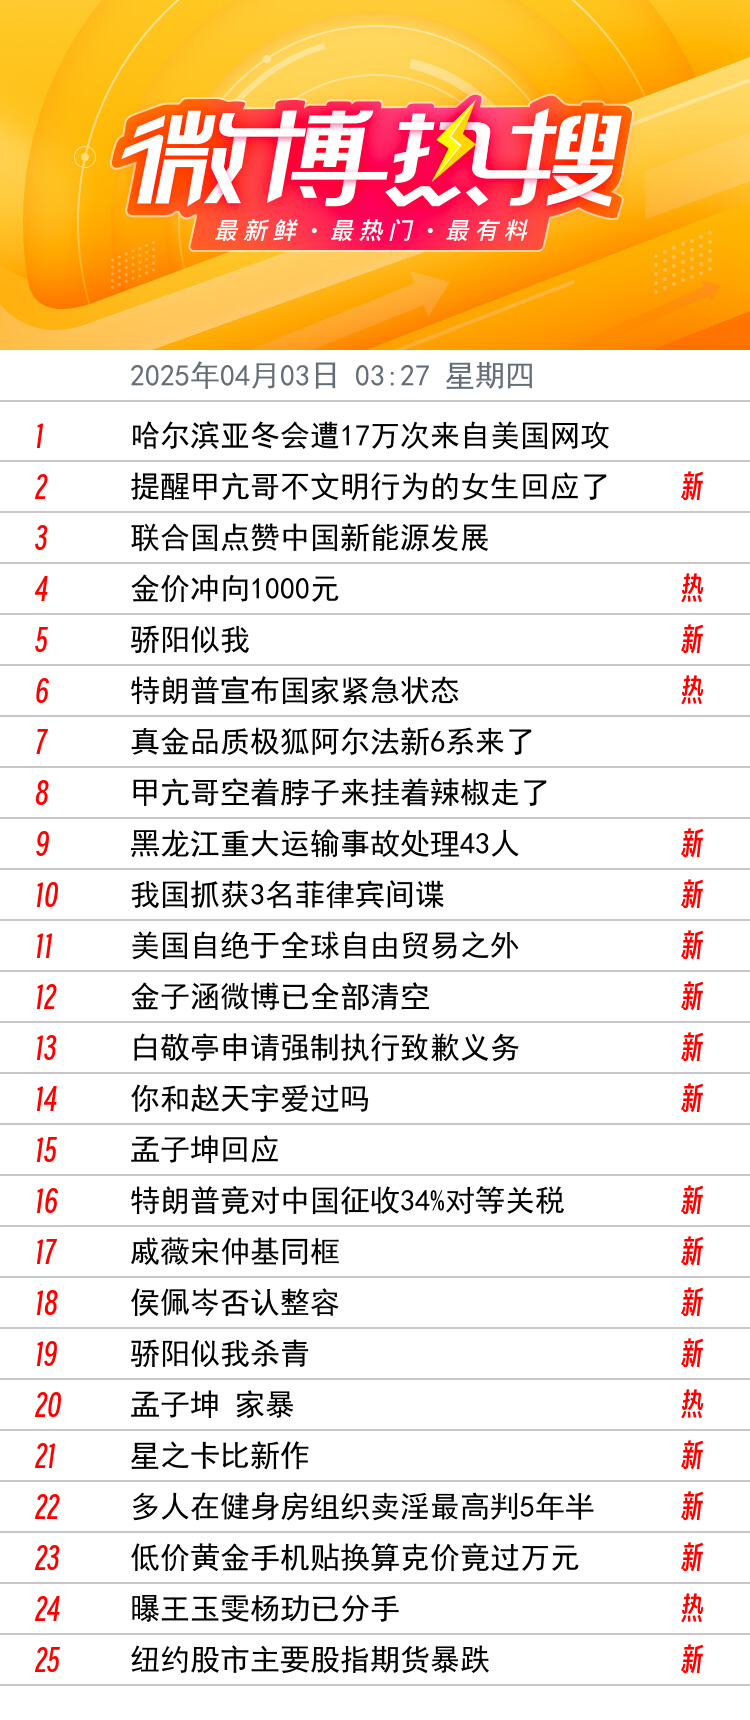 微博热搜
最新鲜·最热门·最有料
2025年04月03日 03:27 星期四
1 哈尔滨亚冬会遭17万次来自美国网攻
2 提醒甲亢哥不文明行为的女生回应了 新
3 联合国点赞中国新能源发展
4 金价冲向1000元 热
5 骄阳似我 新
6 特朗普宣布国家紧急状态 热
7 真金品质极狐阿尔法新6系来了
8 甲亢哥空着脖子来挂着辣椒走了
9 黑龙江重大运输事故处理43人 新
10 我国抓获3名菲律宾间谍 新
11 美国自绝于全球自由贸易之外 新
12 金子涵微博已全部清空 新
13 白敬亭申请强制执行致歉义务 新
14 你和赵天宇爱过吗 新
15 孟子坤回应
16 特朗普竟对中国征收34%对等关税 新
17 戚薇宋仲基同框 新
18 侯佩岑否认整容 新
19 骄阳似我杀青 新
20 孟子坤 家暴 热
21 星之卡比新作 新
22 多人在健身房组织卖淫最高判5年半 新
23 低价黄金手机贴换算克价竟过万元 新
24 曝王玉雯杨玏已分手 热
25 纽约股市主要股指期货暴跌 新